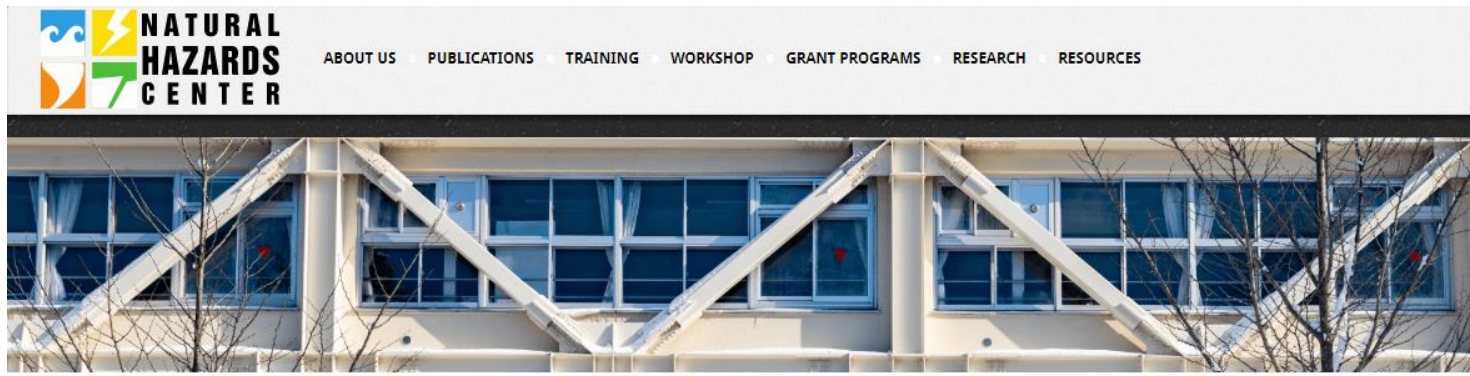 NATURAL
HAZARDS
CENTER
ABOUT US PUBLICATIONS TRAINING WORKSHOP GRANT PROGRAMS RESEARCH RESOURCES